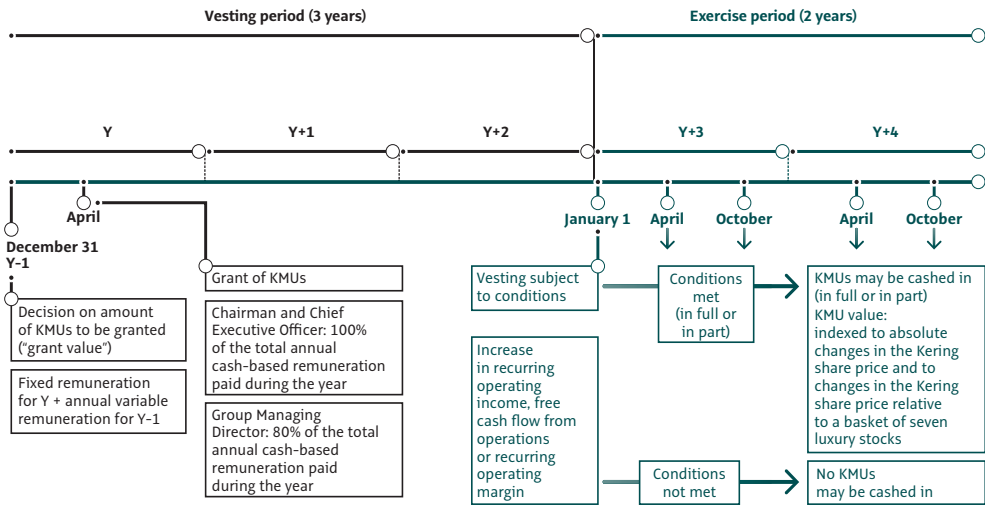 Vesting period (3 years)
Exercise period (2 years)
Y
Y+1
Y+2
Y+3
Y+4
April
January 1
April
October
April
October
December 31
Y-1
Decision on amount
of KMUs to be granted
(“grant value”)
Fixed remuneration
for Y + annual variable
remuneration for Y-1
Grant of KMUs
Chairman and Chief
Executive Officer: 100%
of the total annual
cash-based remuneration
paid during the year
Group Managing
Director: 80% of the total
annual cash-based
remuneration paid
during the year
Vesting subject
to conditions
Increase
in recurring
operating
income, free
cash flow from
operations
or recurring
operating
margin
Conditions
met
(in full or
in part)
Conditions
not met
KMUs may be cashed in
(in full or in part)
KMU value:
indexed to absolute
changes in the Kering
share price and to
changes in the Kering
share price relative
to a basket of seven
luxury stocks
No KMUs
may be cashed in